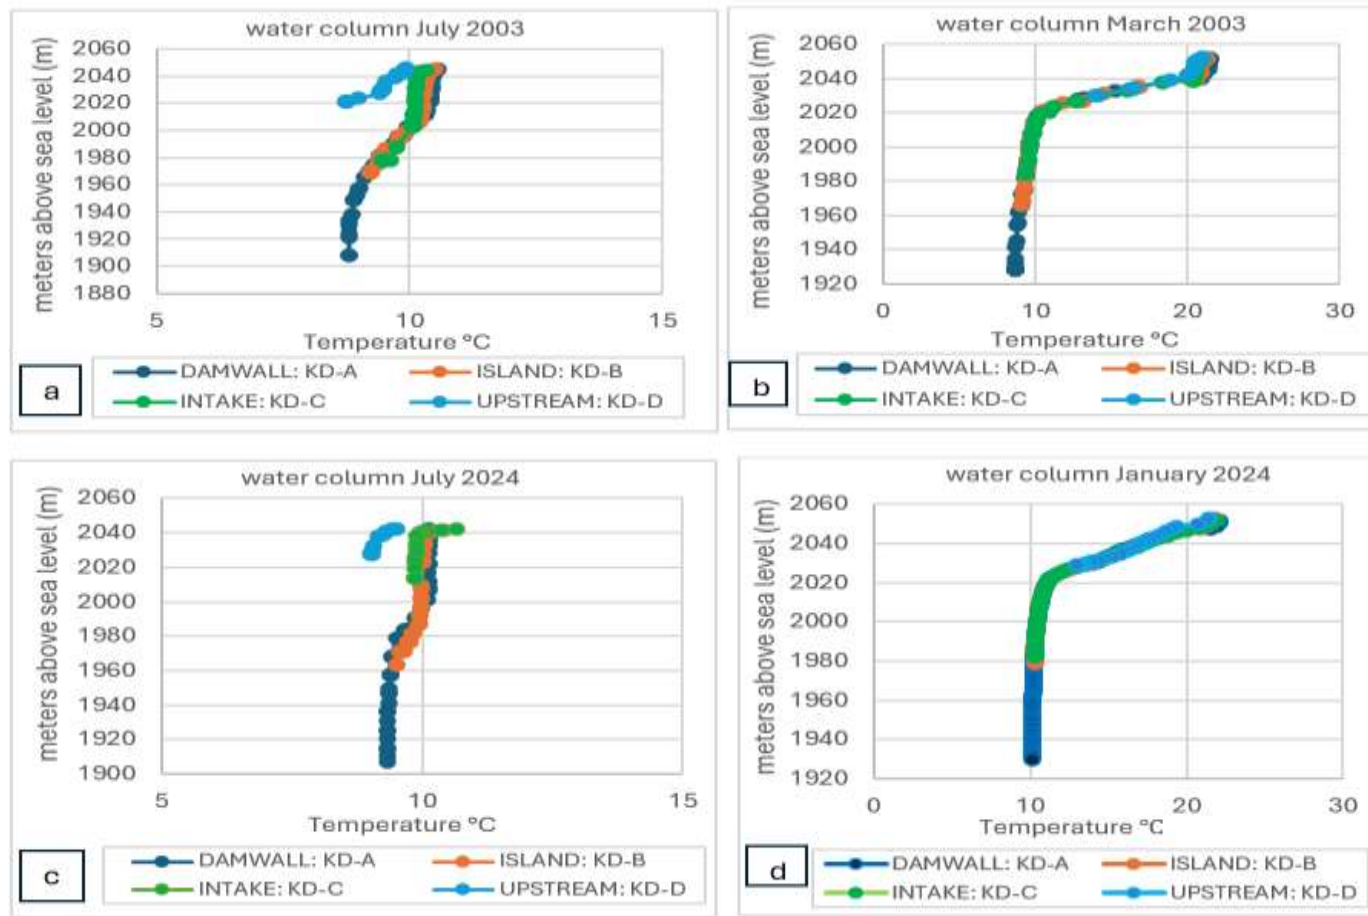 water column July 2003
meters above sea level (m)
2060
2040
2020
2000
1980
1960
1940
1920
1900
1880
5 10 15
Temperature °C
a
DAMWALL: KD-A ISLAND: KD-B
INTAKE: KD-C UPSTREAM: KD-D
water column March 2003
meters above sea level (m)
2060
2040
2020
2000
1980
1960
1940
1920
0 10 20 30
Temperature °C
b
DAMWALL: KD-A ISLAND: KD-B
INTAKE: KD-C UPSTREAM: KD-D
water column July 2024
meters above sea level (m)
2060
2040
2020
2000
1980
1960
1940
1920
1900
5 10 15
Temperature °C
c
DAMWALL: KD-A ISLAND: KD-B
INTAKE: KD-C UPSTREAM: KD-D
water column January 2024
meters above sea level (m)
2060
2040
2020
2000
1980
1960
1940
1920
0 10 20 30
Temperature °C
d
DAMWALL: KD-A ISLAND: KD-B
INTAKE: KD-C UPSTREAM: KD-D